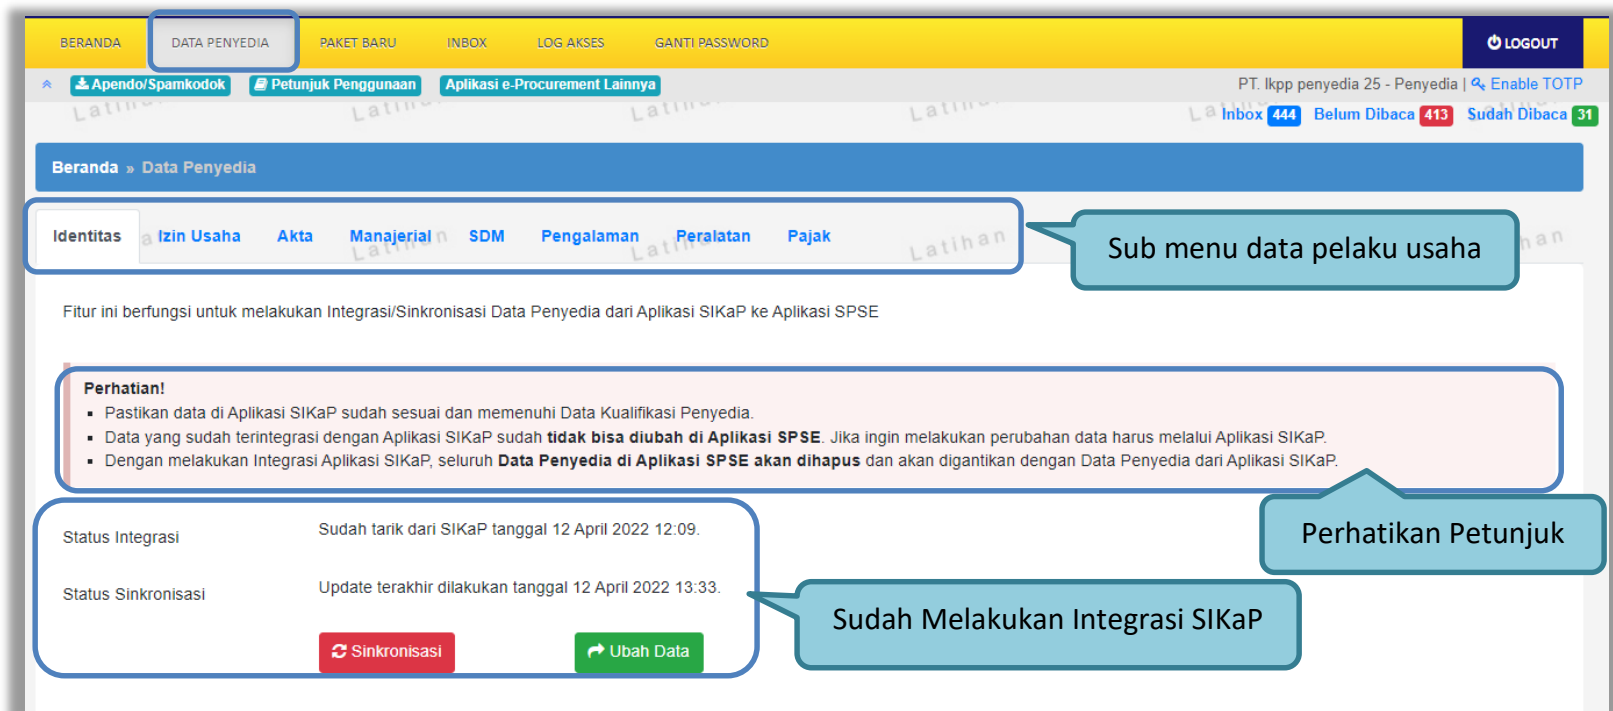 BERANDA DATA PENYEDIA PAKET BARU INBOX LOG AKSES GANTI PASSWORD LOGOUT
Apendo/Spamkodok Petunjuk Penggunaan Aplikasi e-Procurement Lainnya PT. lkpp penyedia 25 - Penyedia | Enable TOTP
Inbox 444 Belum Dibaca 413 Sudah Dibaca 31
Beranda » Data Penyedia
Identitas Izin Usaha Akta Manajerial SDM Pengalaman Peralatan Pajak
Latihan
Sub menu data pelaku usaha
Fitur ini berfungsi untuk melakukan Integrasi/Sinkronisasi Data Penyedia dari Aplikasi SIKaP ke Aplikasi SPSE
Perhatian!
▪ Pastikan data di Aplikasi SIKaP sudah sesuai dan memenuhi Data Kualifikasi Penyedia.
▪ Data yang sudah terintegrasi dengan Aplikasi SIKaP sudah tidak bisa diubah di Aplikasi SPSE. Jika ingin melakukan perubahan data harus melalui Aplikasi SIKaP.
▪ Dengan melakukan Integrasi Aplikasi SIKaP, seluruh Data Penyedia di Aplikasi SPSE akan dihapus dan akan digantikan dengan Data Penyedia dari Aplikasi SIKaP.
Perhatikan Petunjuk
Status Integrasi Sudah tarik dari SIKaP tanggal 12 April 2022 12:09.
Status Sinkronisasi Update terakhir dilakukan tanggal 12 April 2022 13:33.
Sudah Melakukan Integrasi SIKaP
Sinkronisasi Ubah Data